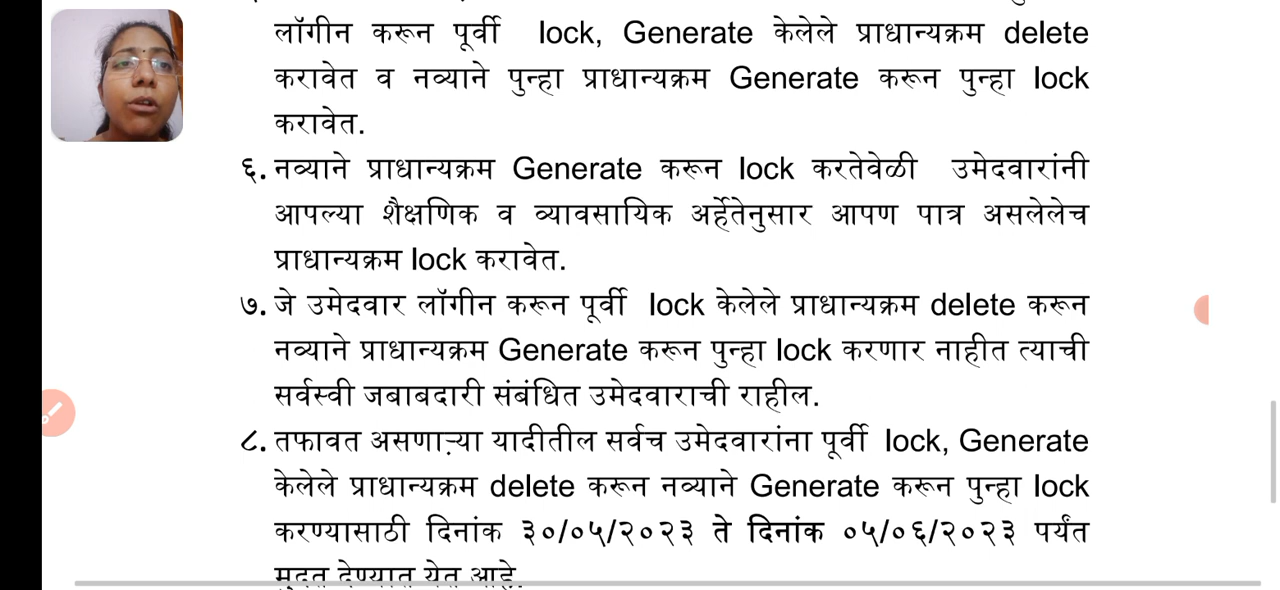 लॉगीन करून पूर्वी lock, Generate केलेले प्राधान्यक्रम delete
करावेत व नव्याने पुन्हा प्राधान्यक्रम Generate करून पुन्हा lock
करावेत.
६. नव्याने प्राधान्यक्रम Generate करून lock करतेवेळी उमेदवारांनी
आपल्या शैक्षणिक व व्यावसायिक अर्हतेनुसार आपण पात्र असलेलेच
प्राधान्यक्रम lock करावेत.
७. जे उमेदवार लॉगीन करून पूर्वी lock केलेले प्राधान्यक्रम delete करून
नव्याने प्राधान्यक्रम Generate करून पुन्हा lock करणार नाहीत त्याची
सर्वस्वी जबाबदारी संबंधित उमेदवाराची राहील.
८. तफावत असणाऱ्या यादीतील सर्वच उमेदवारांना पूर्वी lock, Generate
केलेले प्राधान्यक्रम delete करून नव्याने Generate करून पुन्हा lock
करण्यासाठी दिनांक ३०/०५/२०२३ ते दिनांक ०५/०६/२०२३ पर्यंत
मुदत देण्यात येत आहे.